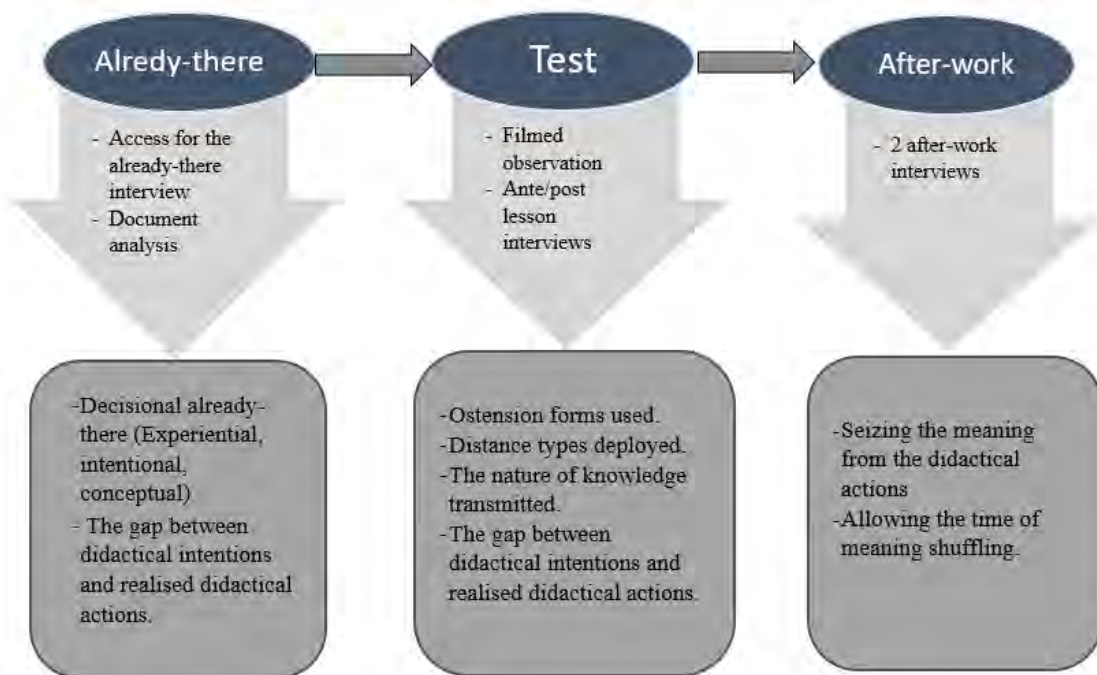 Alredy-there
Test
After-work
- Access for the
already-there
interview
- Document
analysis
- Filmed
observation
- Ante/post
lesson
interviews
- 2 after-work
interviews
-Decisional already-
there (Experiential,
intentional,
conceptual)
- The gap between
didactical intentions
and realised didactical
actions.
-Ostension forms used.
-Distance types deployed.
-The nature of knowledge
transmitted.
-The gap between
didactical intentions and
realised didactical actions.
-Seizing the meaning
from the didactical
actions
-Allowing the time of
meaning shuffling.